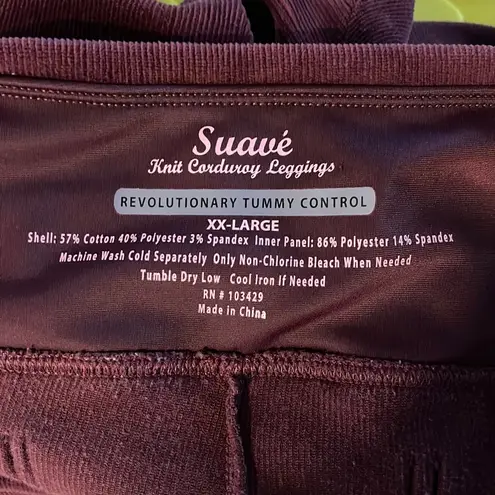 Suavé
Knit Corduroy Leggings
REVOLUTIONARY TUMMY CONTROL
XX-LARGE
Shell: 57% Cotton 40% Polyester 3% Spandex Inner Panel: 86% Polyester 14% Spandex
Machine Wash Cold Separately Only Non-Chlorine Bleach When Needed
Tumble Dry Low Cool Iron If Needed
RN # 103429
Made in China